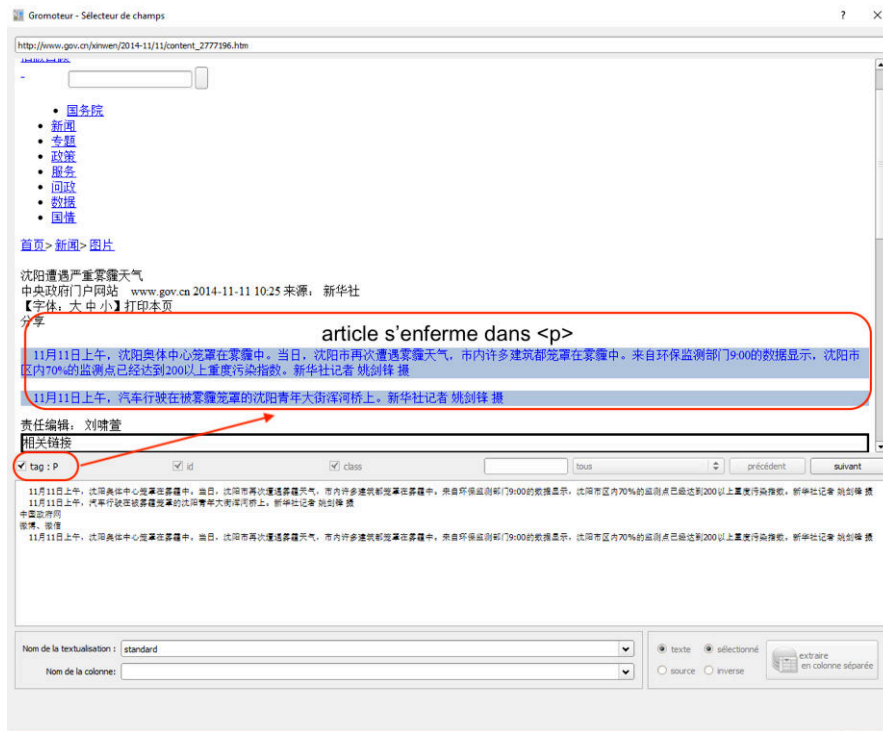 Gromoteur - Sélecteur de champs
?
×
http://www.gov.cn/xinwen/2014-11/11/content_2777196.htm
国务院
新闻
专题
政策
服务
问政
数据
国情
首页> 新闻> 图片
沈阳遭遇严重雾霾天气
中央政府门户网站 www.gov.cn 2014-11-11 10:25 来源： 新华社
【字体：大 中 小】打印本页
分享
article s’enferme dans <p>
11月11日上午，沈阳奥体中心笼罩在雾霾中。当日，沈阳市再次遭遇雾霾天气，市内许多建筑都笼罩在雾霾中。来自环保监测部门9:00的数据显示，沈阳市
区内70%的监测点已经达到200以上重度污染指数。新华社记者 姚剑锋 摄
11月11日上午，汽车行驶在被雾霾笼罩的沈阳青年大街浑河桥上。新华社记者 姚剑锋 摄
责任编辑： 刘啸萱
相关链接
tag : P
id
class
tous
précédent
suivant
11月11日上午，沈阳奥体中心笼罩在雾霾中。当日，沈阳市再次遭遇雾霾天气，市内许多建筑都笼罩在雾霾中。来自环保监测部门9:00的数据显示，沈阳市区内70%的监测点已经达到200以上重度污染指数。新华社记者 姚剑锋 摄
11月11日上午，汽车行驶在被雾霾笼罩的沈阳青年大街浑河桥上。新华社记者 姚剑锋 摄
中国政府网
微博、微信
11月11日上午，沈阳奥体中心笼罩在雾霾中。当日，沈阳市再次遭遇雾霾天气，市内许多建筑都笼罩在雾霾中。来自环保监测部门9:00的数据显示，沈阳市区内70%的监测点已经达到200以上重度污染指数。新华社记者 姚剑锋 摄
Nom de la textualisation : standard
Nom de la colonne:
texte
sélectionné
source
inverse
extraire
en colonne séparée